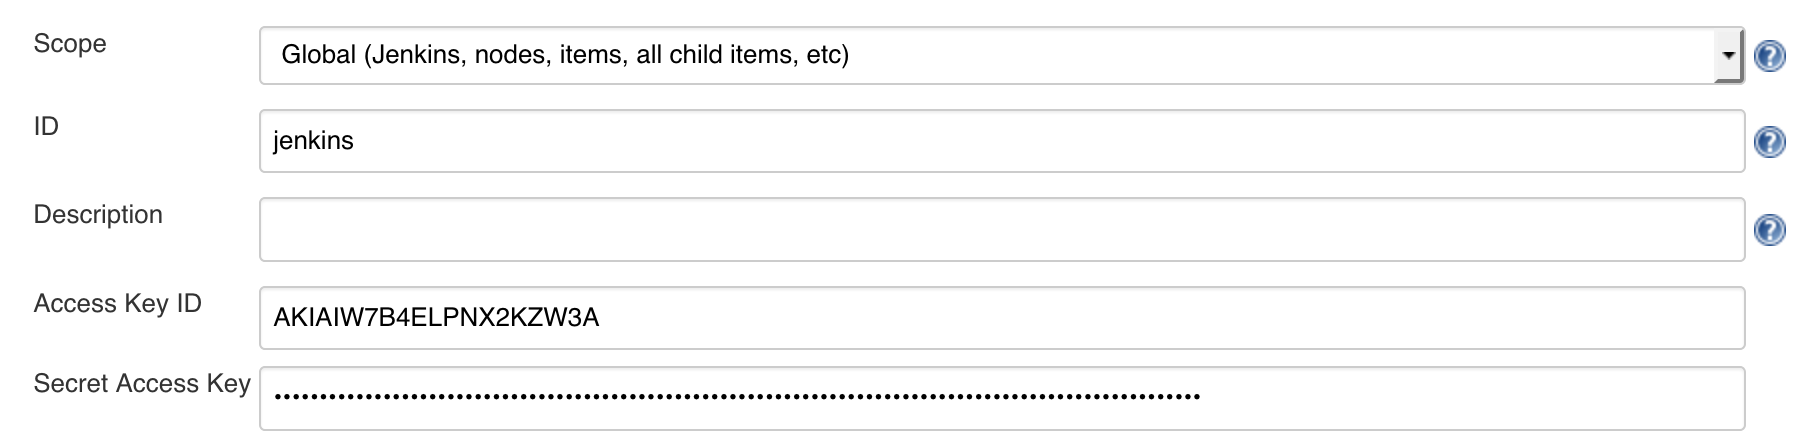 Scope
Global (Jenkins, nodes, items, all child items, etc)
?
ID
jenkins
?
Description
?
Access Key ID
AKIAIW7B4ELPNX2KZW3A
Secret Access Key